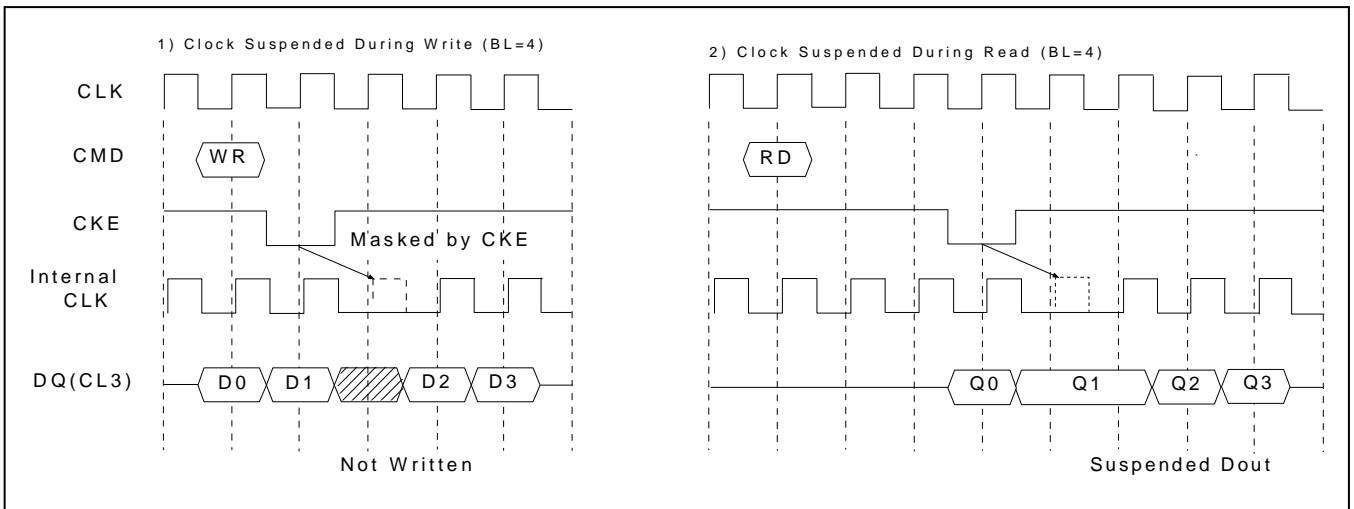 1) Clock Suspended During Write (BL=4)
2) Clock Suspended During Read (BL=4)
CLK
CMD
WR
RD
CKE
Masked by CKE
Internal
CLK
DQ(CL3)
D0
D1
D2
D3
Q0
Q1
Q2
Q3
Not Written
Suspended Dout